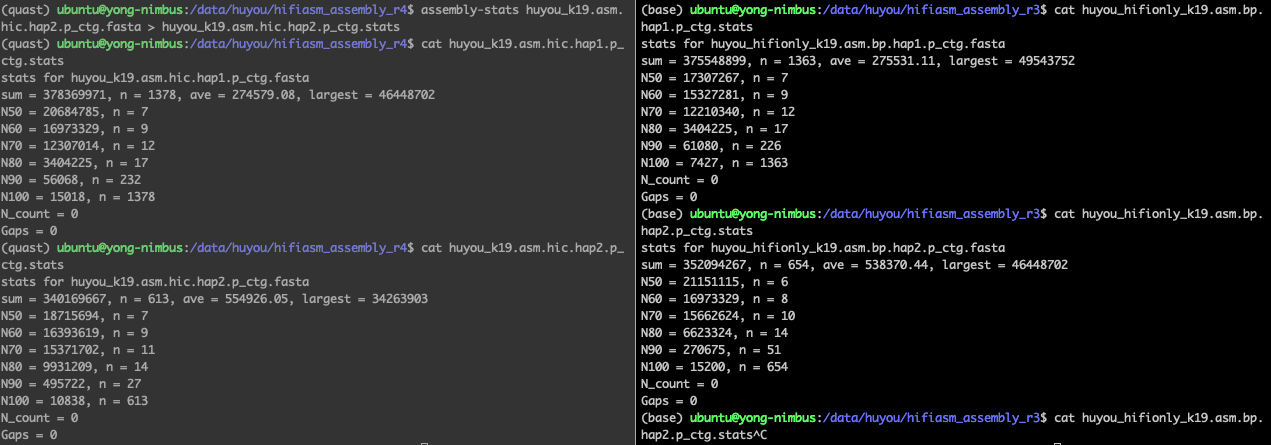 (quast) ubuntu@yong-nimbus:/data/huyou/hifiasm_assembly_r4$ assembly-stats huyou_k19.asm.
hic.hap2.p_ctg.fasta > huyou_k19.asm.hic.hap2.p_ctg.stats
(quast) ubuntu@yong-nimbus:/data/huyou/hifiasm_assembly_r4$ cat huyou_k19.asm.hic.hap1.p_
ctg.stats
stats for huyou_k19.asm.hic.hap1.p_ctg.fasta
sum = 378369971, n = 1378, ave = 274579.08, largest = 46448702
N50 = 20684785, n = 7
N60 = 16973329, n = 9
N70 = 12307014, n = 12
N80 = 3404225, n = 17
N90 = 56068, n = 232
N100 = 15018, n = 1378
N_count = 0
Gaps = 0
(quast) ubuntu@yong-nimbus:/data/huyou/hifiasm_assembly_r4$ cat huyou_k19.asm.hic.hap2.p_
ctg.stats
stats for huyou_k19.asm.hic.hap2.p_ctg.fasta
sum = 340169667, n = 613, ave = 554926.05, largest = 34263903
N50 = 18715694, n = 7
N60 = 16393619, n = 9
N70 = 15371702, n = 11
N80 = 9931209, n = 14
N90 = 495722, n = 27
N100 = 10838, n = 613
N_count = 0
Gaps = 0
(base) ubuntu@yong-nimbus:/data/huyou/hifiasm_assembly_r3$ cat huyou_hifionly_k19.asm.bp.
hap1.p_ctg.stats
stats for huyou_hifionly_k19.asm.bp.hap1.p_ctg.fasta
sum = 375548899, n = 1363, ave = 275531.11, largest = 49543752
N50 = 17307267, n = 7
N60 = 15327281, n = 9
N70 = 12210340, n = 12
N80 = 3404225, n = 17
N90 = 61080, n = 226
N100 = 7427, n = 1363
N_count = 0
Gaps = 0
(base) ubuntu@yong-nimbus:/data/huyou/hifiasm_assembly_r3$ cat huyou_hifionly_k19.asm.bp.
hap2.p_ctg.stats
stats for huyou_hifionly_k19.asm.bp.hap2.p_ctg.fasta
sum = 352094267, n = 654, ave = 538370.44, largest = 46448702
N50 = 21151115, n = 6
N60 = 16973329, n = 8
N70 = 15662624, n = 10
N80 = 6623324, n = 14
N90 = 270675, n = 51
N100 = 15200, n = 654
N_count = 0
Gaps = 0
(base) ubuntu@yong-nimbus:/data/huyou/hifiasm_assembly_r3$ cat huyou_hifionly_k19.asm.bp.
hap2.p_ctg.stats^C